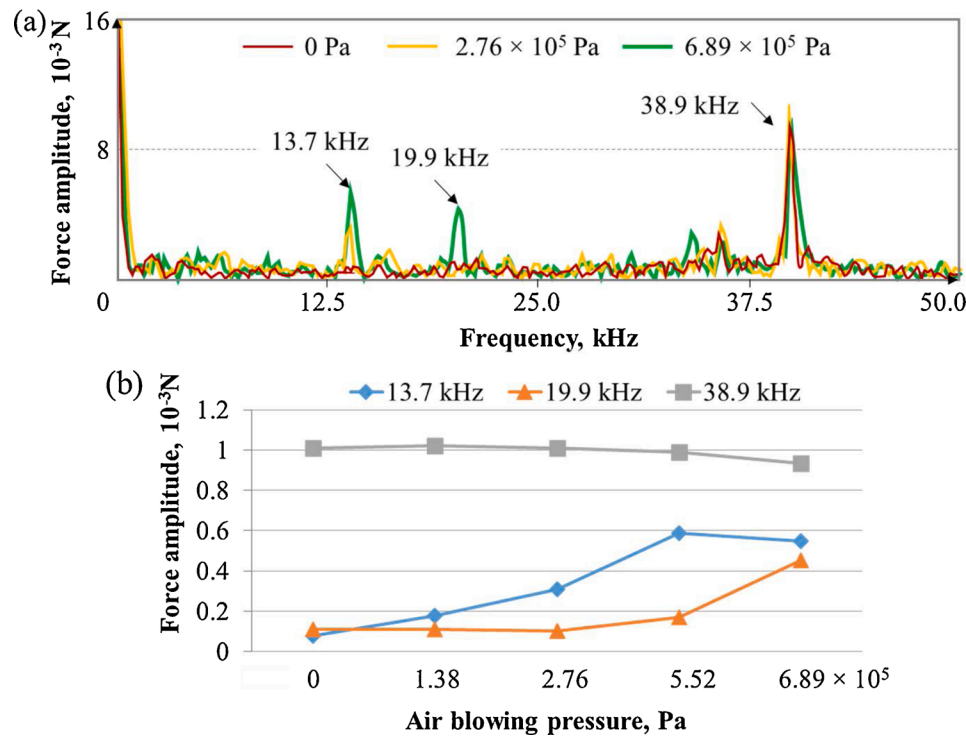 (a)
16
0 Pa
2.76 × 10⁵ Pa
6.89 × 10⁵ Pa
13.7 kHz
19.9 kHz
38.9 kHz
8
Force amplitude, 10⁻³N
0
12.5
25.0
37.5
50.0
Frequency, kHz
(b)
13.7 kHz
19.9 kHz
38.9 kHz
1.2
1
0.8
0.6
0.4
0.2
0
Force amplitude, 10⁻³N
0
1.38
2.76
5.52
6.89 × 10⁵
Air blowing pressure, Pa